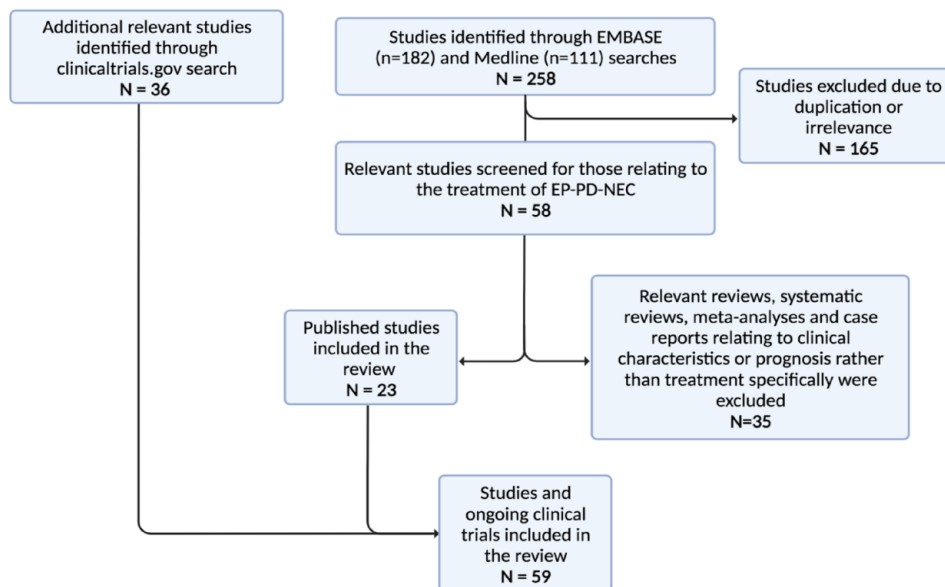 Additional relevant studies
identified through
clinicaltrials.gov search
N = 36
Studies identified through EMBASE
(n=182) and Medline (n=111) searches
N = 258
Studies excluded due to
duplication or
irrelevance
N = 165
Relevant studies screened for those relating to
the treatment of EP-PD-NEC
N = 58
Relevant reviews, systematic
reviews, meta-analyses and case
reports relating to clinical
characteristics or prognosis rather
than treatment specifically were
excluded
N=35
Published studies
included in the
review
N = 23
Studies and
ongoing clinical
trials included in
the review
N = 59